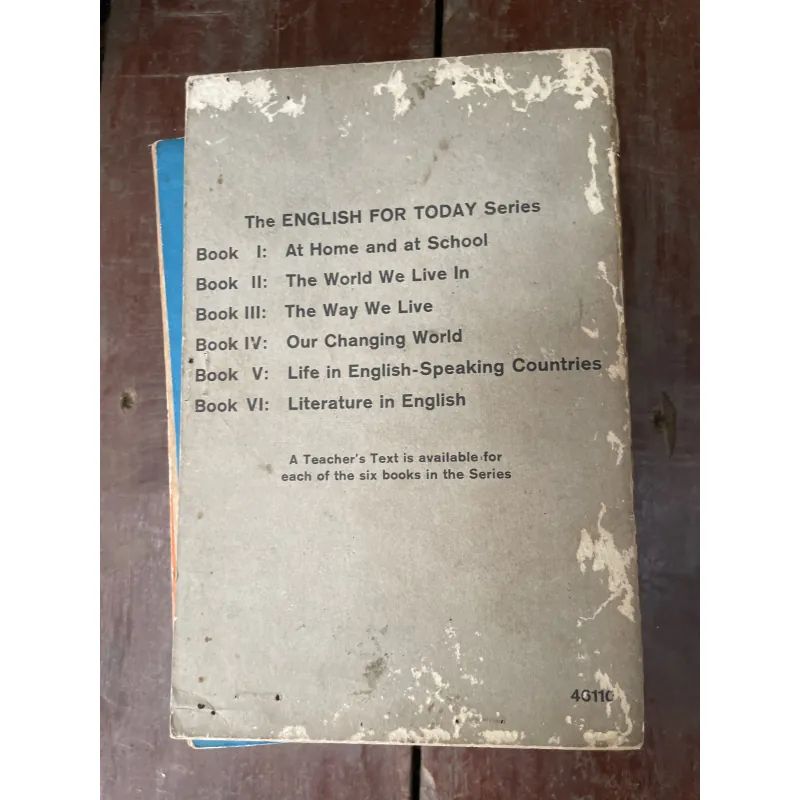 The ENGLISH FOR TODAY Series
Book I: At Home and at School
Book II: The World We Live In
Book III: The Way We Live
Book IV: Our Changing World
Book V: Life in English-Speaking Countries
Book VI: Literature in English
A Teacher's Text is available for
each of the six books in the Series